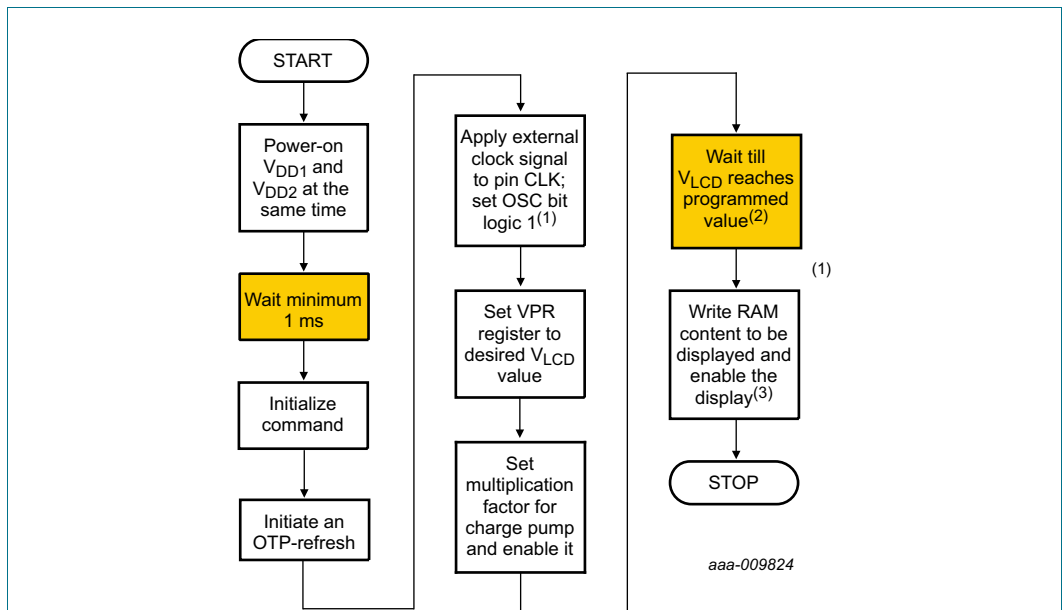 START
Power-on
VDD1 and
VDD2 at the
same time
Wait minimum
1 ms
Initialize
command
Initiate an
OTP-refresh
Apply external
clock signal
to pin CLK;
set OSC bit
logic 1(1)
Set VPR
register to
desired VLCD
value
Set
multiplication
factor for
charge pump
and enable it
Wait till
VLCD reaches
programmed
value(2)
(1)
Write RAM
content to be
displayed and
enable the
display(3)
STOP
aaa-009824